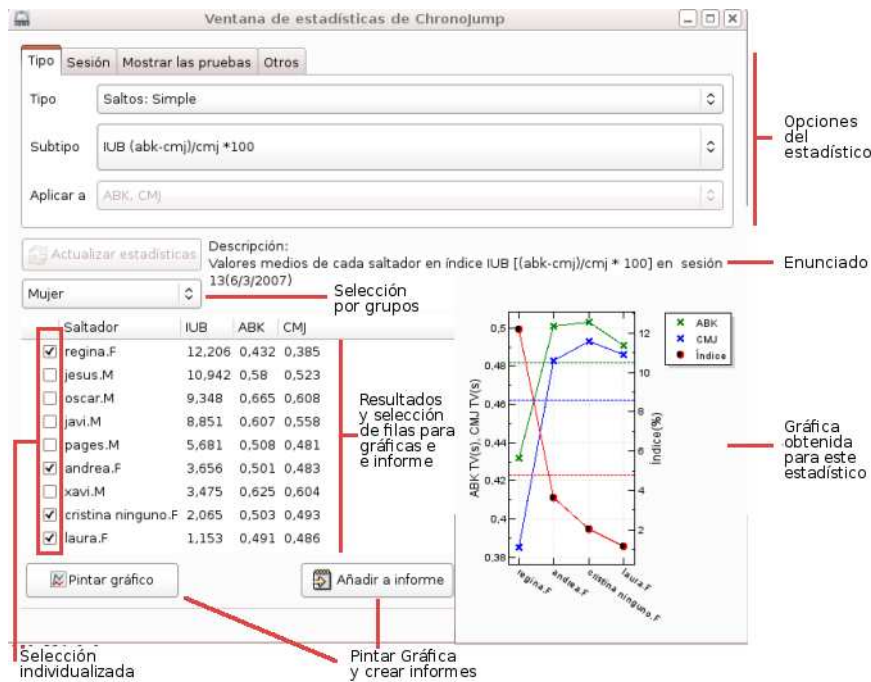 Ventana de estadísticas de ChronoJump
Tipo Sesión Mostrar las pruebas Otros
Tipo Saltos: Simple
Subtipo IUB (abk-cmj)/cmj *100
Aplicar a ABK, CMJ
Opciones
del
estadístico
Actualizar estadísticas
Descripción:
Valores medios de cada saltador en índice IUB [(abk-cmj)/cmj * 100] en sesión
13(6/3/2007)
Enunciado
Mujer
Selección
por grupos
Saltador IUB ABK CMJ
regina.F 12,206 0,432 0,385
jesus.M 10,942 0,58 0,523
oscar.M 9,348 0,665 0,608
javi.M 8,851 0,607 0,558
pages.M 5,681 0,508 0,481
andrea.F 3,656 0,501 0,483
xavi.M 3,475 0,625 0,604
cristina ninguno.F 2,065 0,503 0,493
laura.F 1,153 0,491 0,486
Resultados
y selección
de filas para
gráficas e
e informe
ABK
CMJ
Índice
0,5
0,48
0,46
0,44
0,42
0,4
0,38
ABK TV(s), CMJ TV(s)
12
10
8
6
4
2
Índice(%)
regina.F
andrea.F
cristina ninguno.F
laura.F
Gráfica
obtenida
para este
estadístico
Pintar gráfico
Añadir a informe
Selección
individualizada
Pintar Gráfica
y crear informes